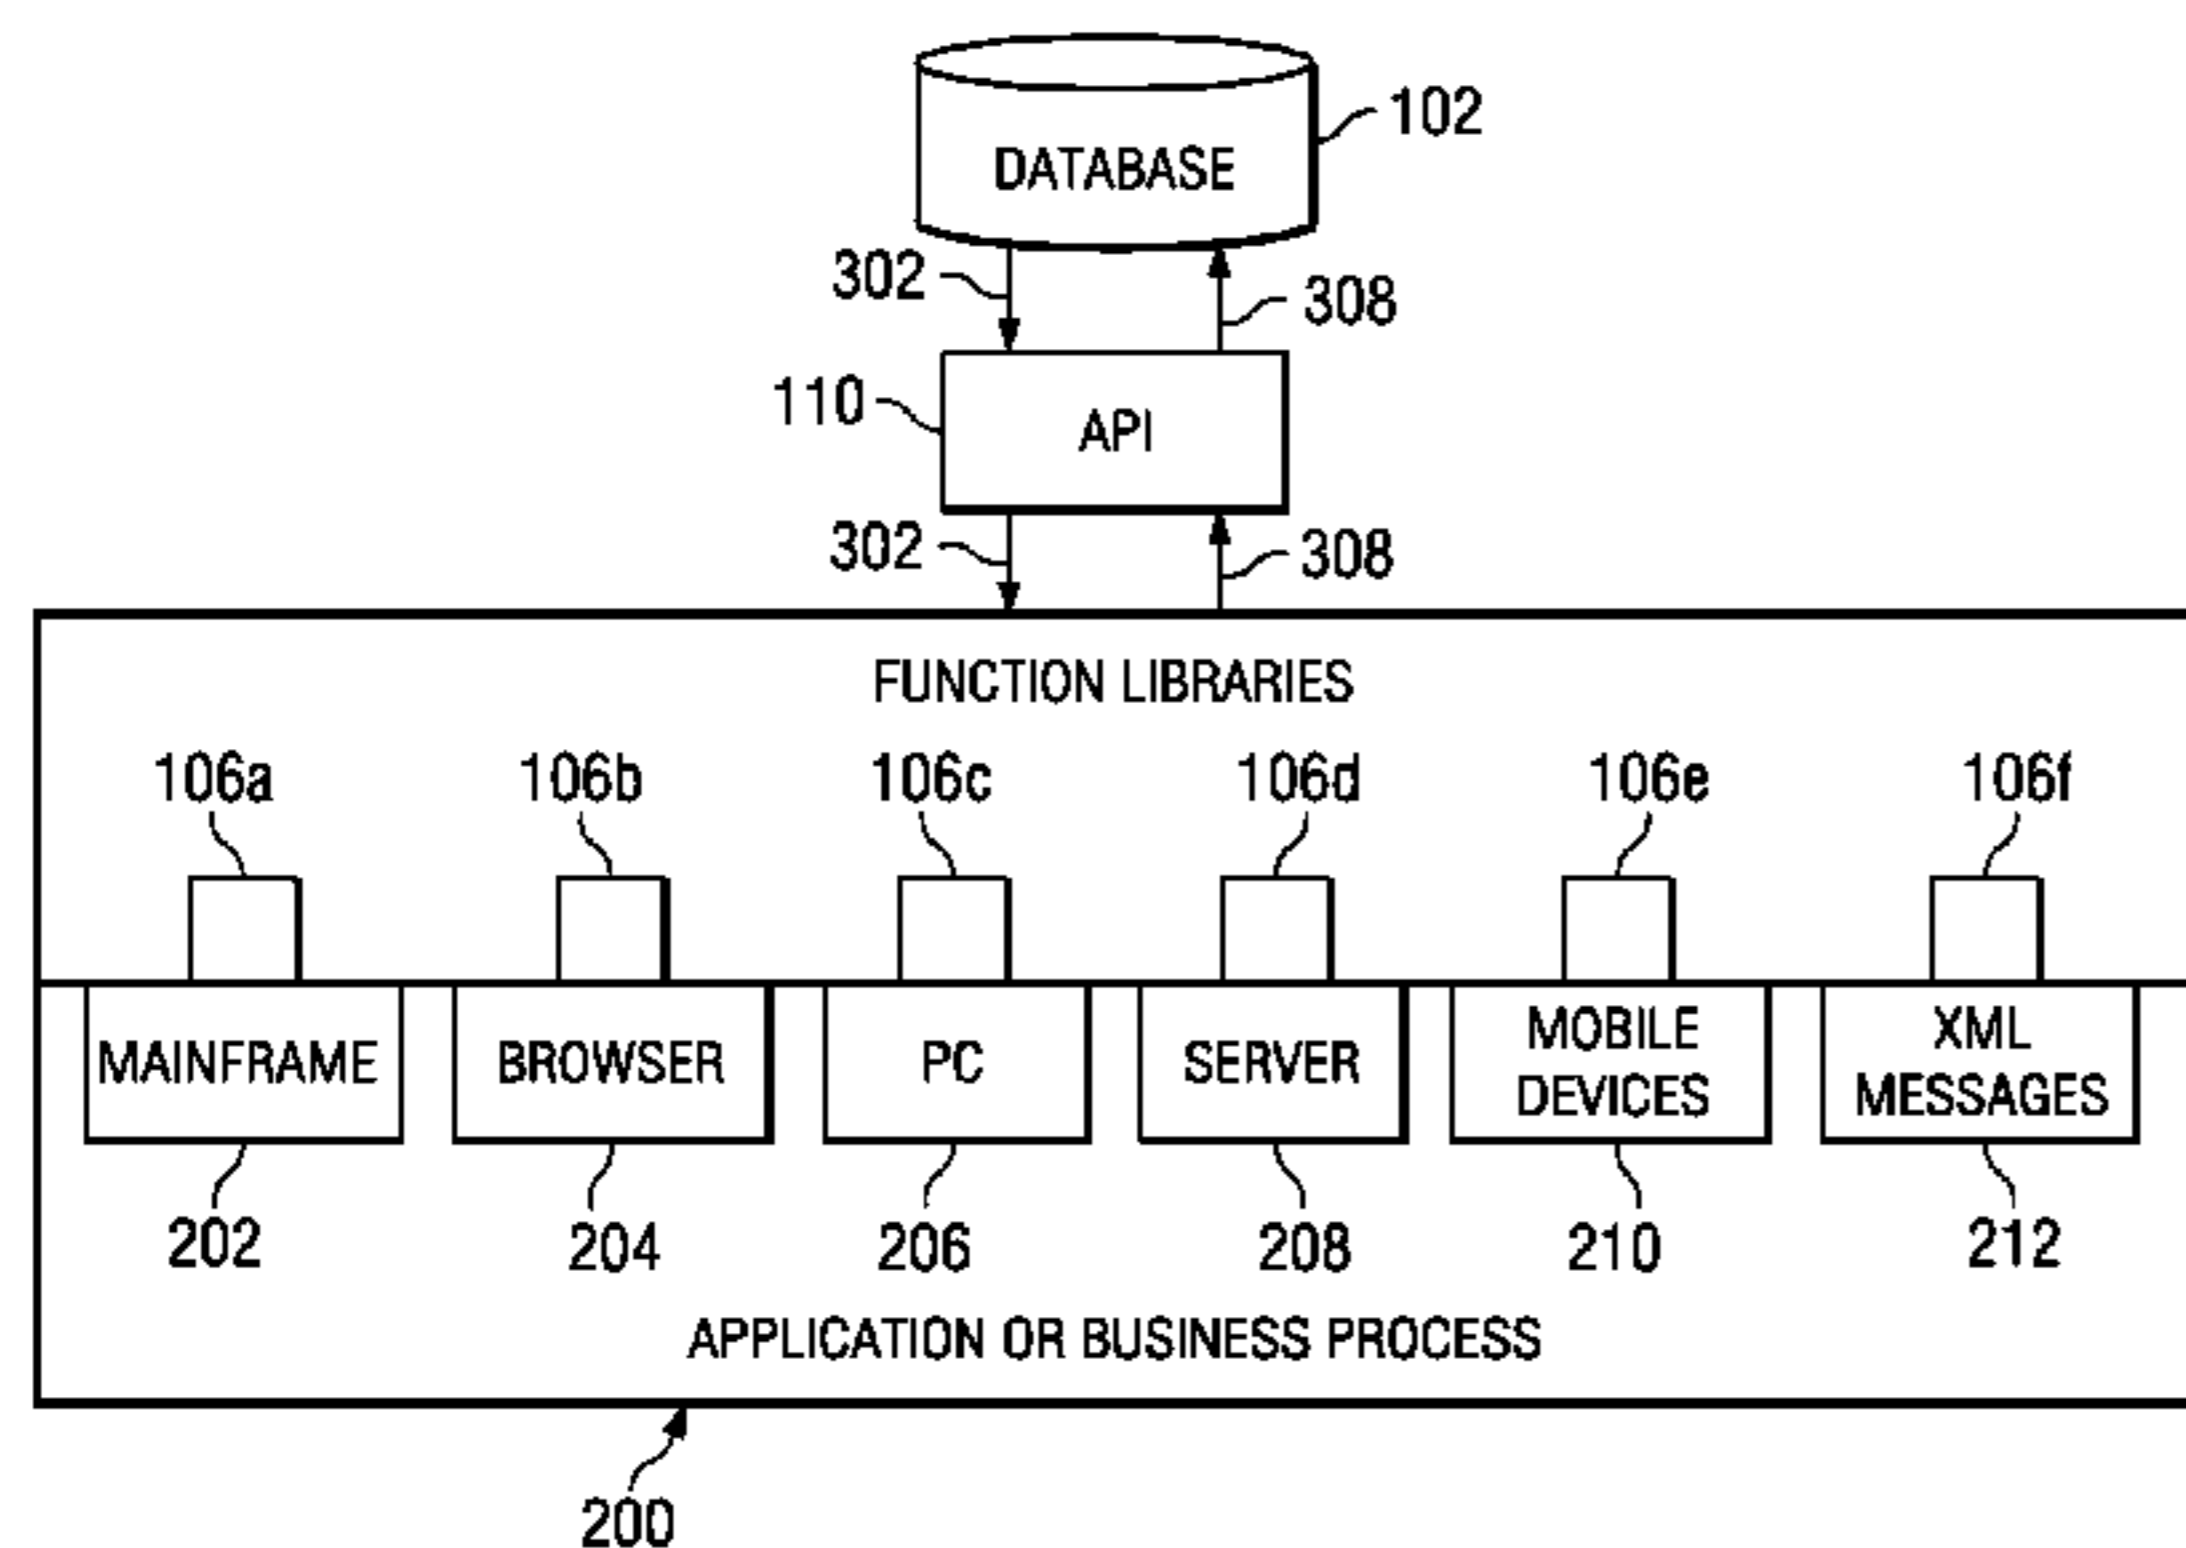 102
DATABASE
302
308
110
API
302
308
FUNCTION LIBRARIES
106a 106b 106c 106d 106e 106f
MAINFRAME BROWSER PC SERVER MOBILE DEVICES XML MESSAGES
202 204 206 208 210 212
APPLICATION OR BUSINESS PROCESS
200